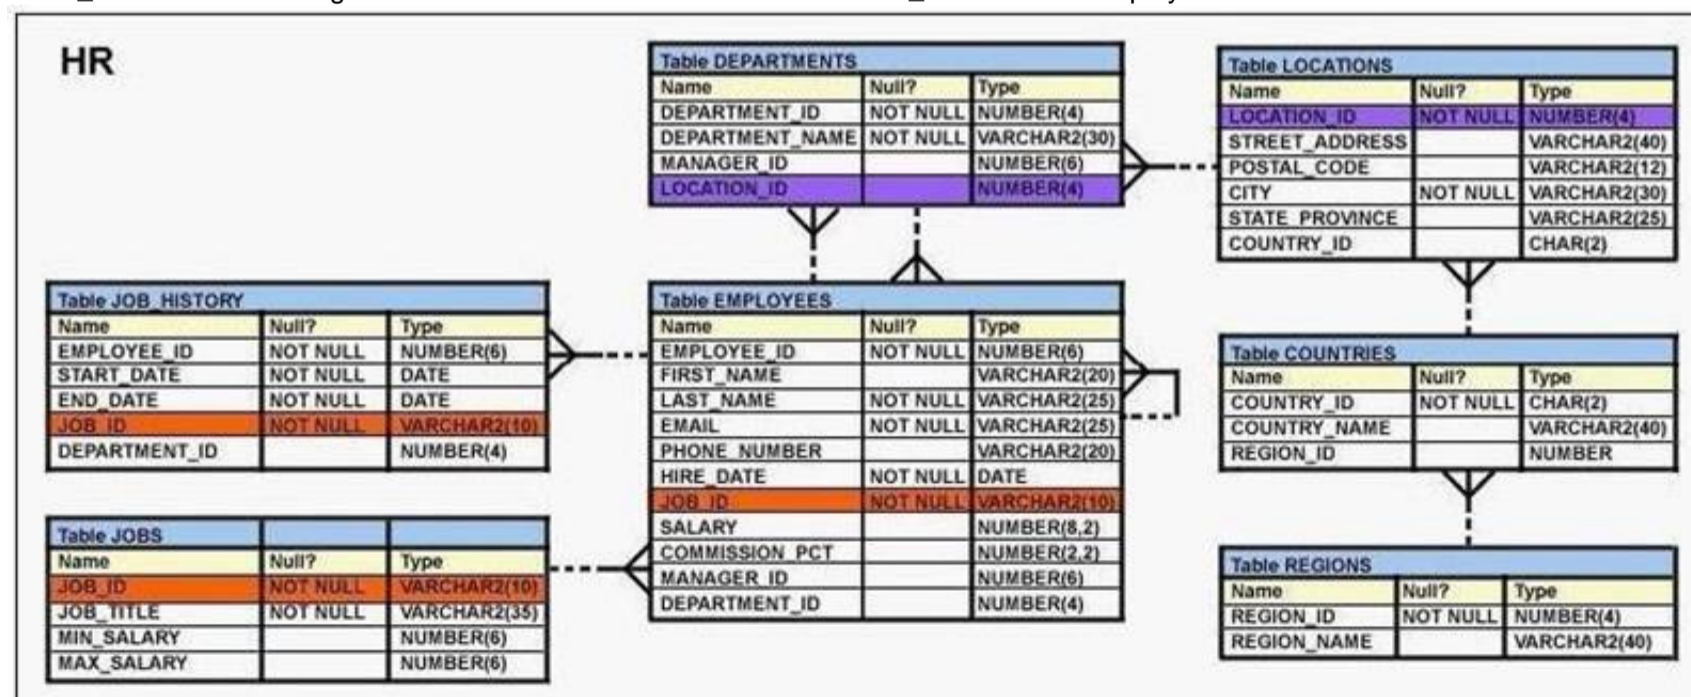 HR
Table DEPARTMENTS
Name Null? Type
DEPARTMENT_ID NOT NULL NUMBER(4)
DEPARTMENT_NAME NOT NULL VARCHAR2(30)
MANAGER_ID NUMBER(6)
LOCATION_ID NUMBER(4)
Table LOCATIONS
Name Null? Type
LOCATION_ID NOT NULL NUMBER(4)
STREET_ADDRESS VARCHAR2(40)
POSTAL_CODE VARCHAR2(12)
CITY NOT NULL VARCHAR2(30)
STATE_PROVINCE VARCHAR2(25)
COUNTRY_ID CHAR(2)
Table JOB_HISTORY
Name Null? Type
EMPLOYEE_ID NOT NULL NUMBER(6)
START_DATE NOT NULL DATE
END_DATE NOT NULL DATE
JOB_ID NOT NULL VARCHAR2(10)
DEPARTMENT_ID NUMBER(4)
Table EMPLOYEES
Name Null? Type
EMPLOYEE_ID NOT NULL NUMBER(6)
FIRST_NAME VARCHAR2(20)
LAST_NAME NOT NULL VARCHAR2(25)
EMAIL NOT NULL VARCHAR2(25)
PHONE_NUMBER VARCHAR2(20)
HIRE_DATE NOT NULL DATE
JOB_ID NOT NULL VARCHAR2(10)
SALARY NUMBER(8,2)
COMMISSION_PCT NUMBER(2,2)
MANAGER_ID NUMBER(6)
DEPARTMENT_ID NUMBER(4)
Table COUNTRIES
Name Null? Type
COUNTRY_ID NOT NULL CHAR(2)
COUNTRY_NAME VARCHAR2(40)
REGION_ID NUMBER
Table JOBS
Name Null? Type
JOB_ID NOT NULL VARCHAR2(10)
JOB_TITLE NOT NULL VARCHAR2(35)
MIN_SALARY NUMBER(6)
MAX_SALARY NUMBER(6)
Table REGIONS
Name Null? Type
REGION_ID NOT NULL NUMBER(4)
REGION_NAME VARCHAR2(40)